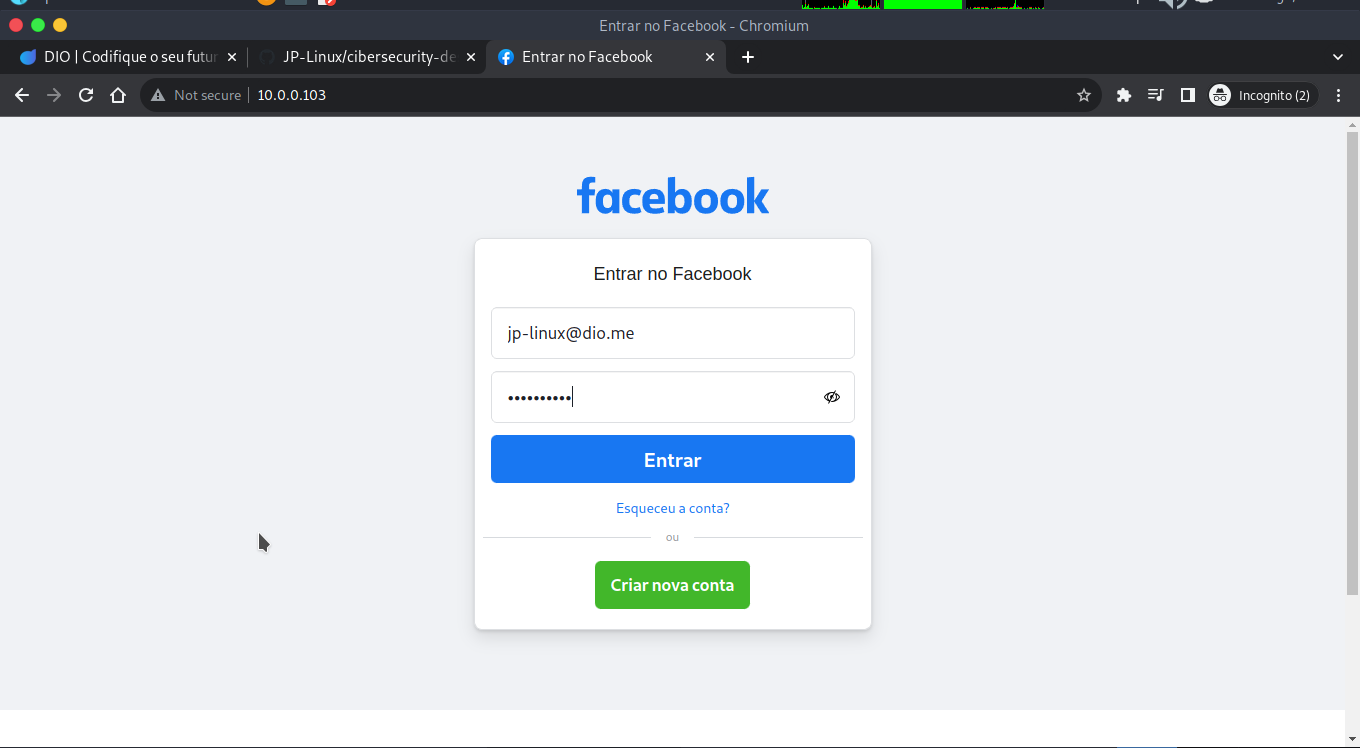 Entrar no Facebook - Chromium
DIO | Codifique o seu futur
JP-Linux/cibersecurity-de
Entrar no Facebook
Not secure
10.0.0.103
Incognito (2)
facebook
Entrar no Facebook
jp-linux@dio.me
••••••••••
Entrar
Esqueceu a conta?
ou
Criar nova conta